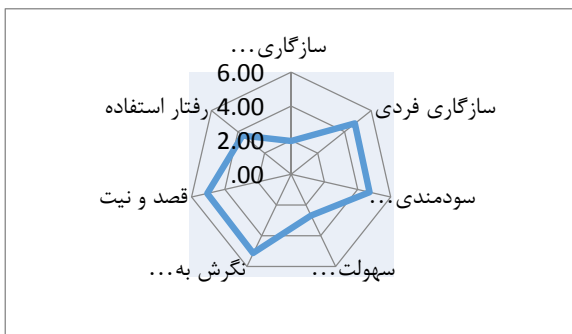 سازگاری...
سازگاری فردی
سودمندی...
سهولت...
نگرش به...
قصد و نیت
رفتار استفاده
6.00
4.00
2.00
.00